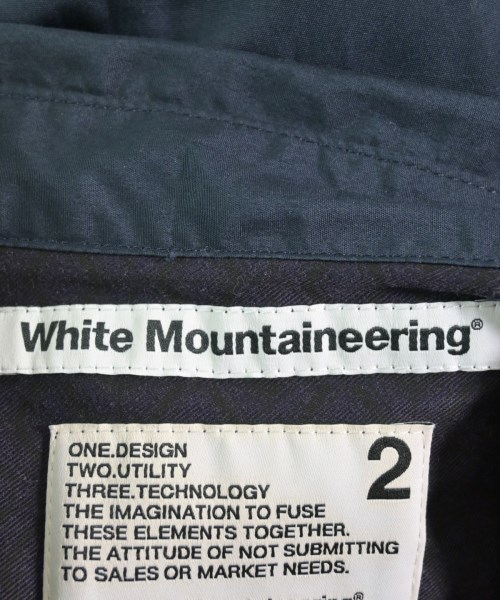 White Mountaineering®
2
ONE.DESIGN
TWO.UTILITY
THREE.TECHNOLOGY
THE IMAGINATION TO FUSE
THESE ELEMENTS TOGETHER.
THE ATTITUDE OF NOT SUBMITTING
TO SALES OR MARKET NEEDS.